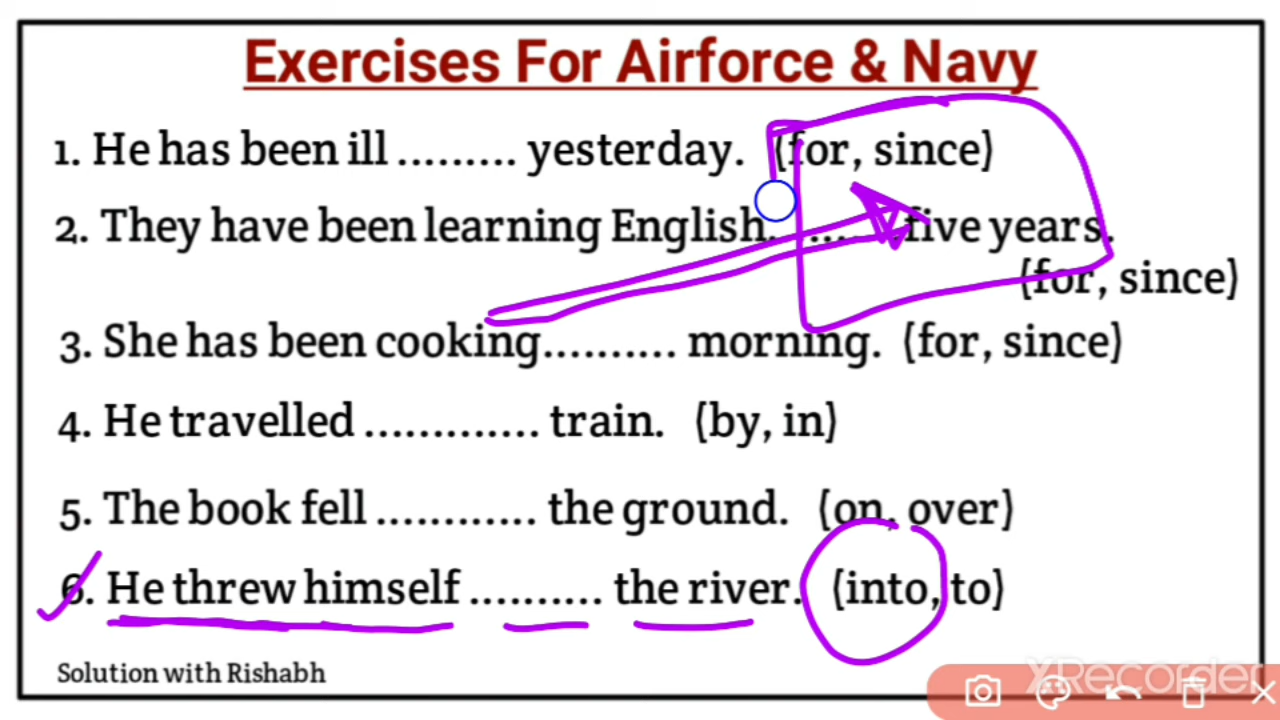 Exercises For Airforce & Navy
1. He has been ill ......... yesterday. (for, since)
2. They have been learning English. ...... five years.
(for, since)
3. She has been cooking.......... morning. (for, since)
4. He travelled ............. train. (by, in)
5. The book fell ............ the ground. (on, over)
6. He threw himself .......... the river. (into, to)
Solution with Rishabh
XRecorder